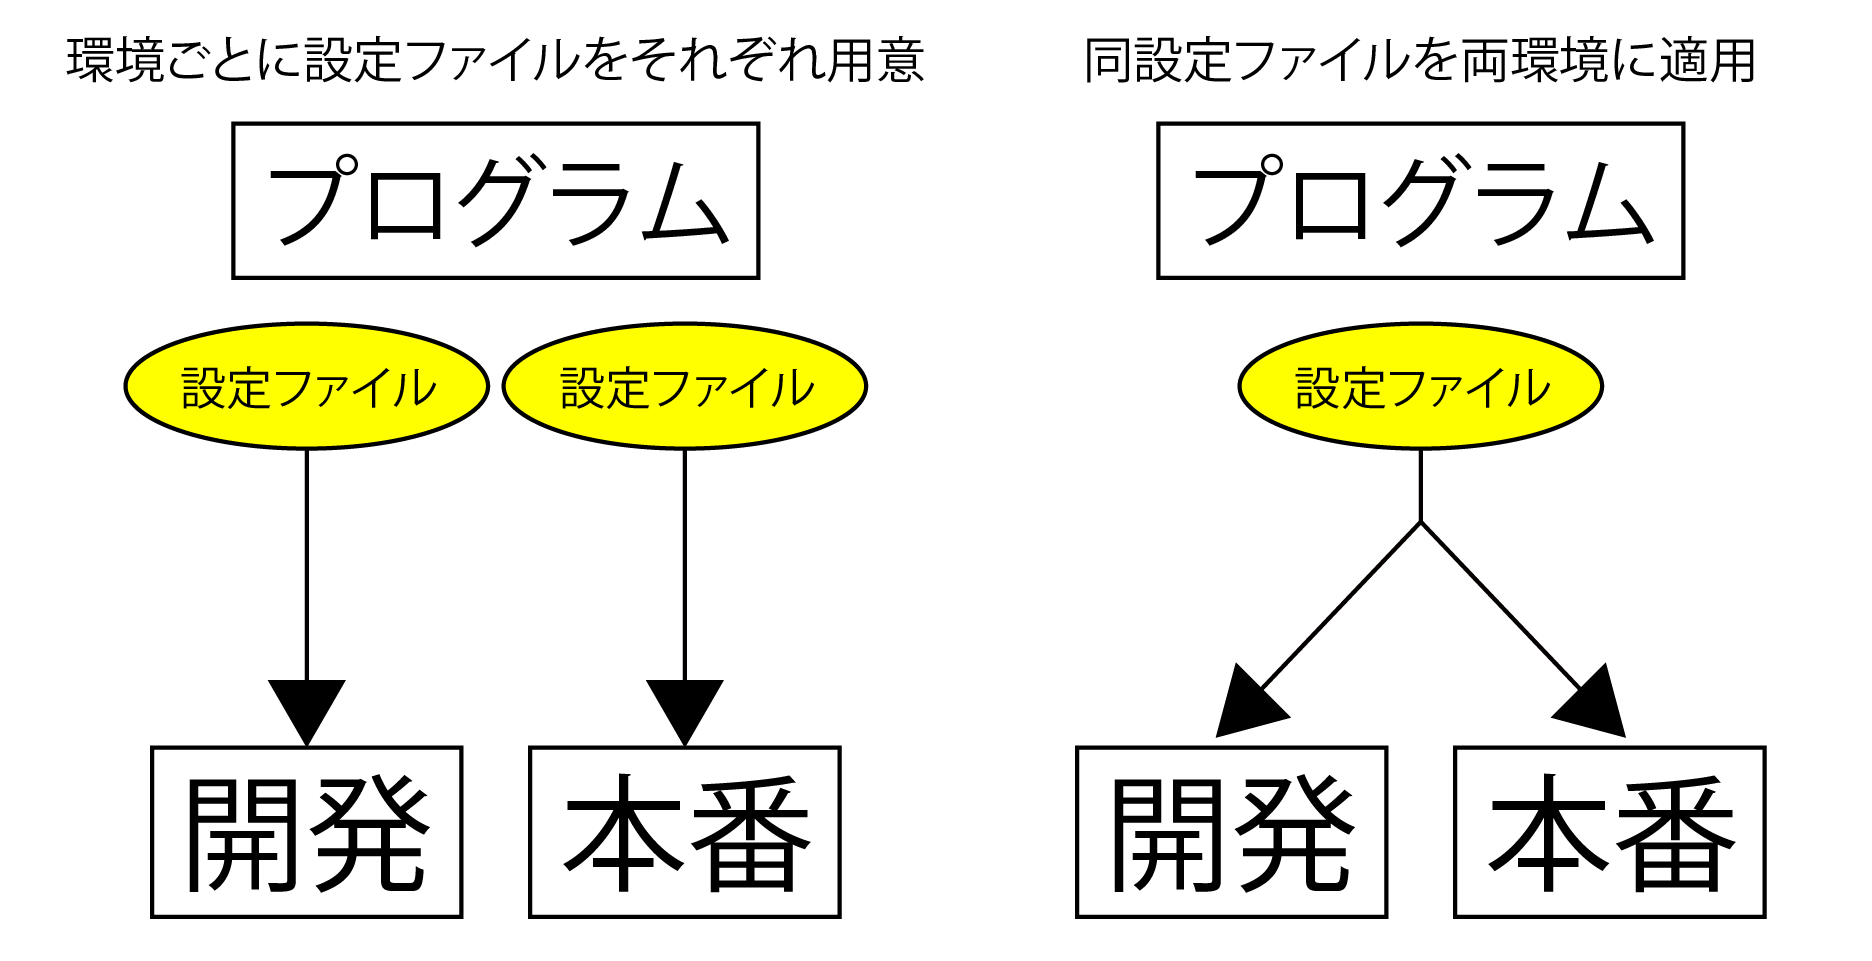 環境ごとに設定ファイルをそれぞれ用意
プログラム
設定ファイル
設定ファイル
開発
本番
同設定ファイルを両環境に適用
プログラム
設定ファイル
開発
本番